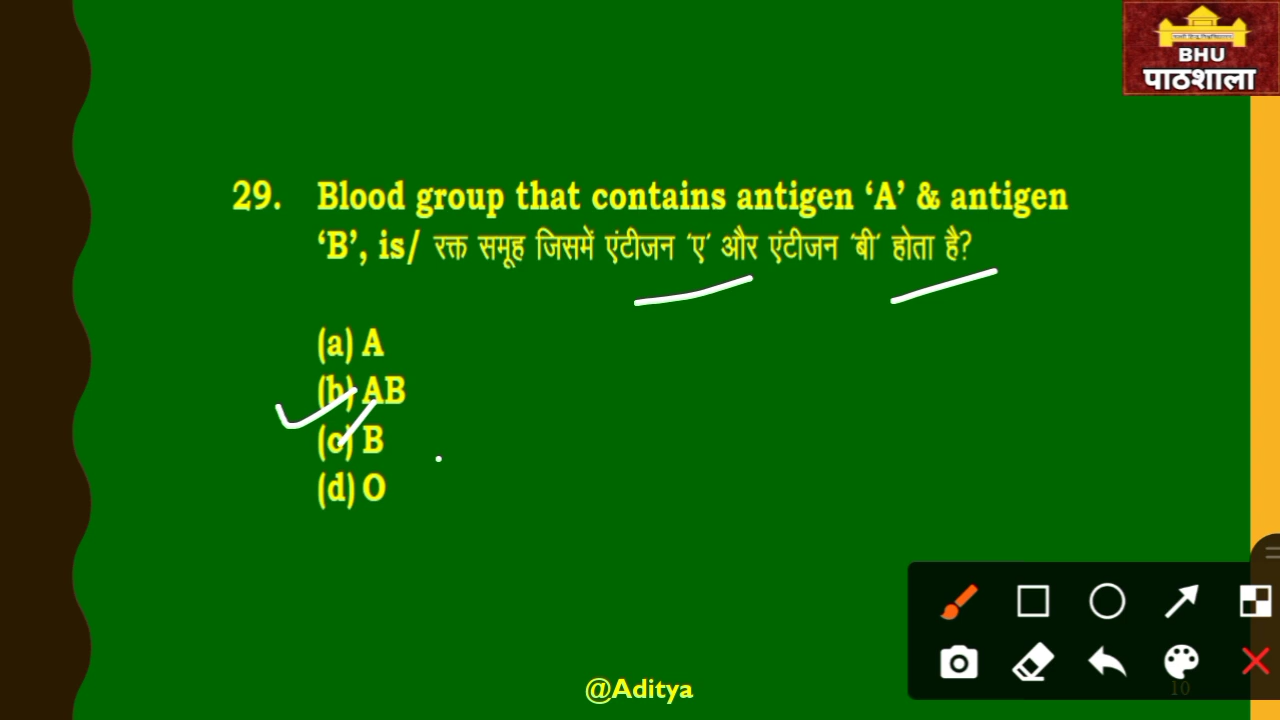 BHU
पाठशाला
29. Blood group that contains antigen ‘A’ & antigen
‘B’, is/ रक्त समूह जिसमें एंटीजन ‘ए’ और एंटीजन ‘बी’ होता है?
(a) A
(b) AB
(c) B
(d) O
@Aditya
10